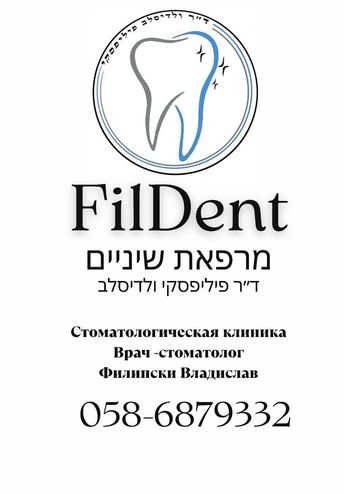 ד״ר ולדיסלב פיליפסקי
FilDent
מרפאת שיניים
ד״ר פיליפסקי ולדיסלב
Стоматологическая клиника
Врач -стоматолог
Филипски Владислав
058-6879332